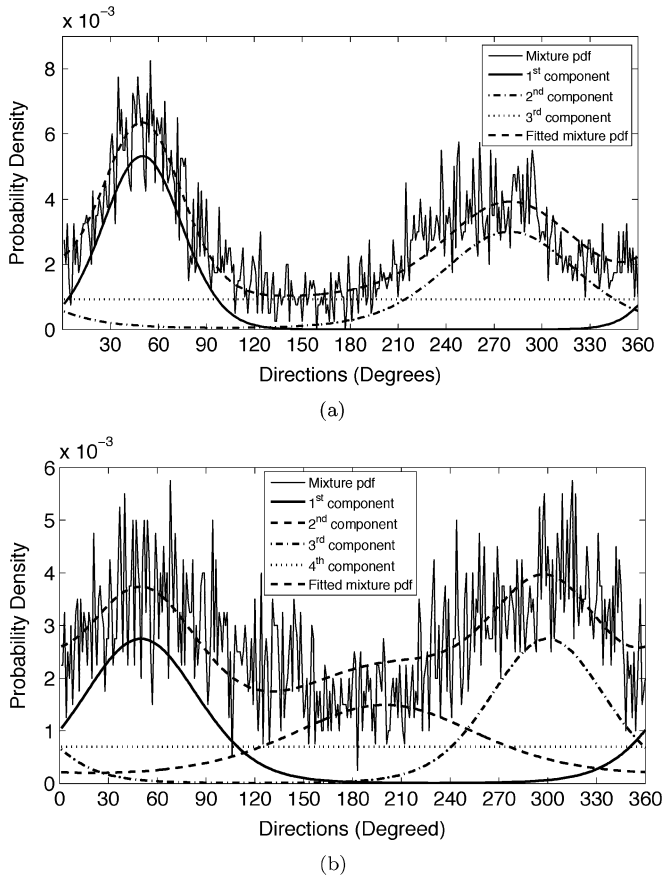 x 10⁻³
8
6
4
2
0
Probability Density
Mixture pdf
1ˢᵗ component
2ⁿᵈ component
3ʳᵈ component
Fitted mixture pdf
30 60 90 120 150 180 210 240 270 300 330 360
Directions (Degrees)
(a)
x 10⁻³
6
5
4
3
2
1
0
Probability Density
Mixture pdf
1ˢᵗ component
2ⁿᵈ component
3ʳᵈ component
4ᵗʰ component
Fitted mixture pdf
0 30 60 90 120 150 180 210 240 270 300 330 360
Directions (Degreed)
(b)